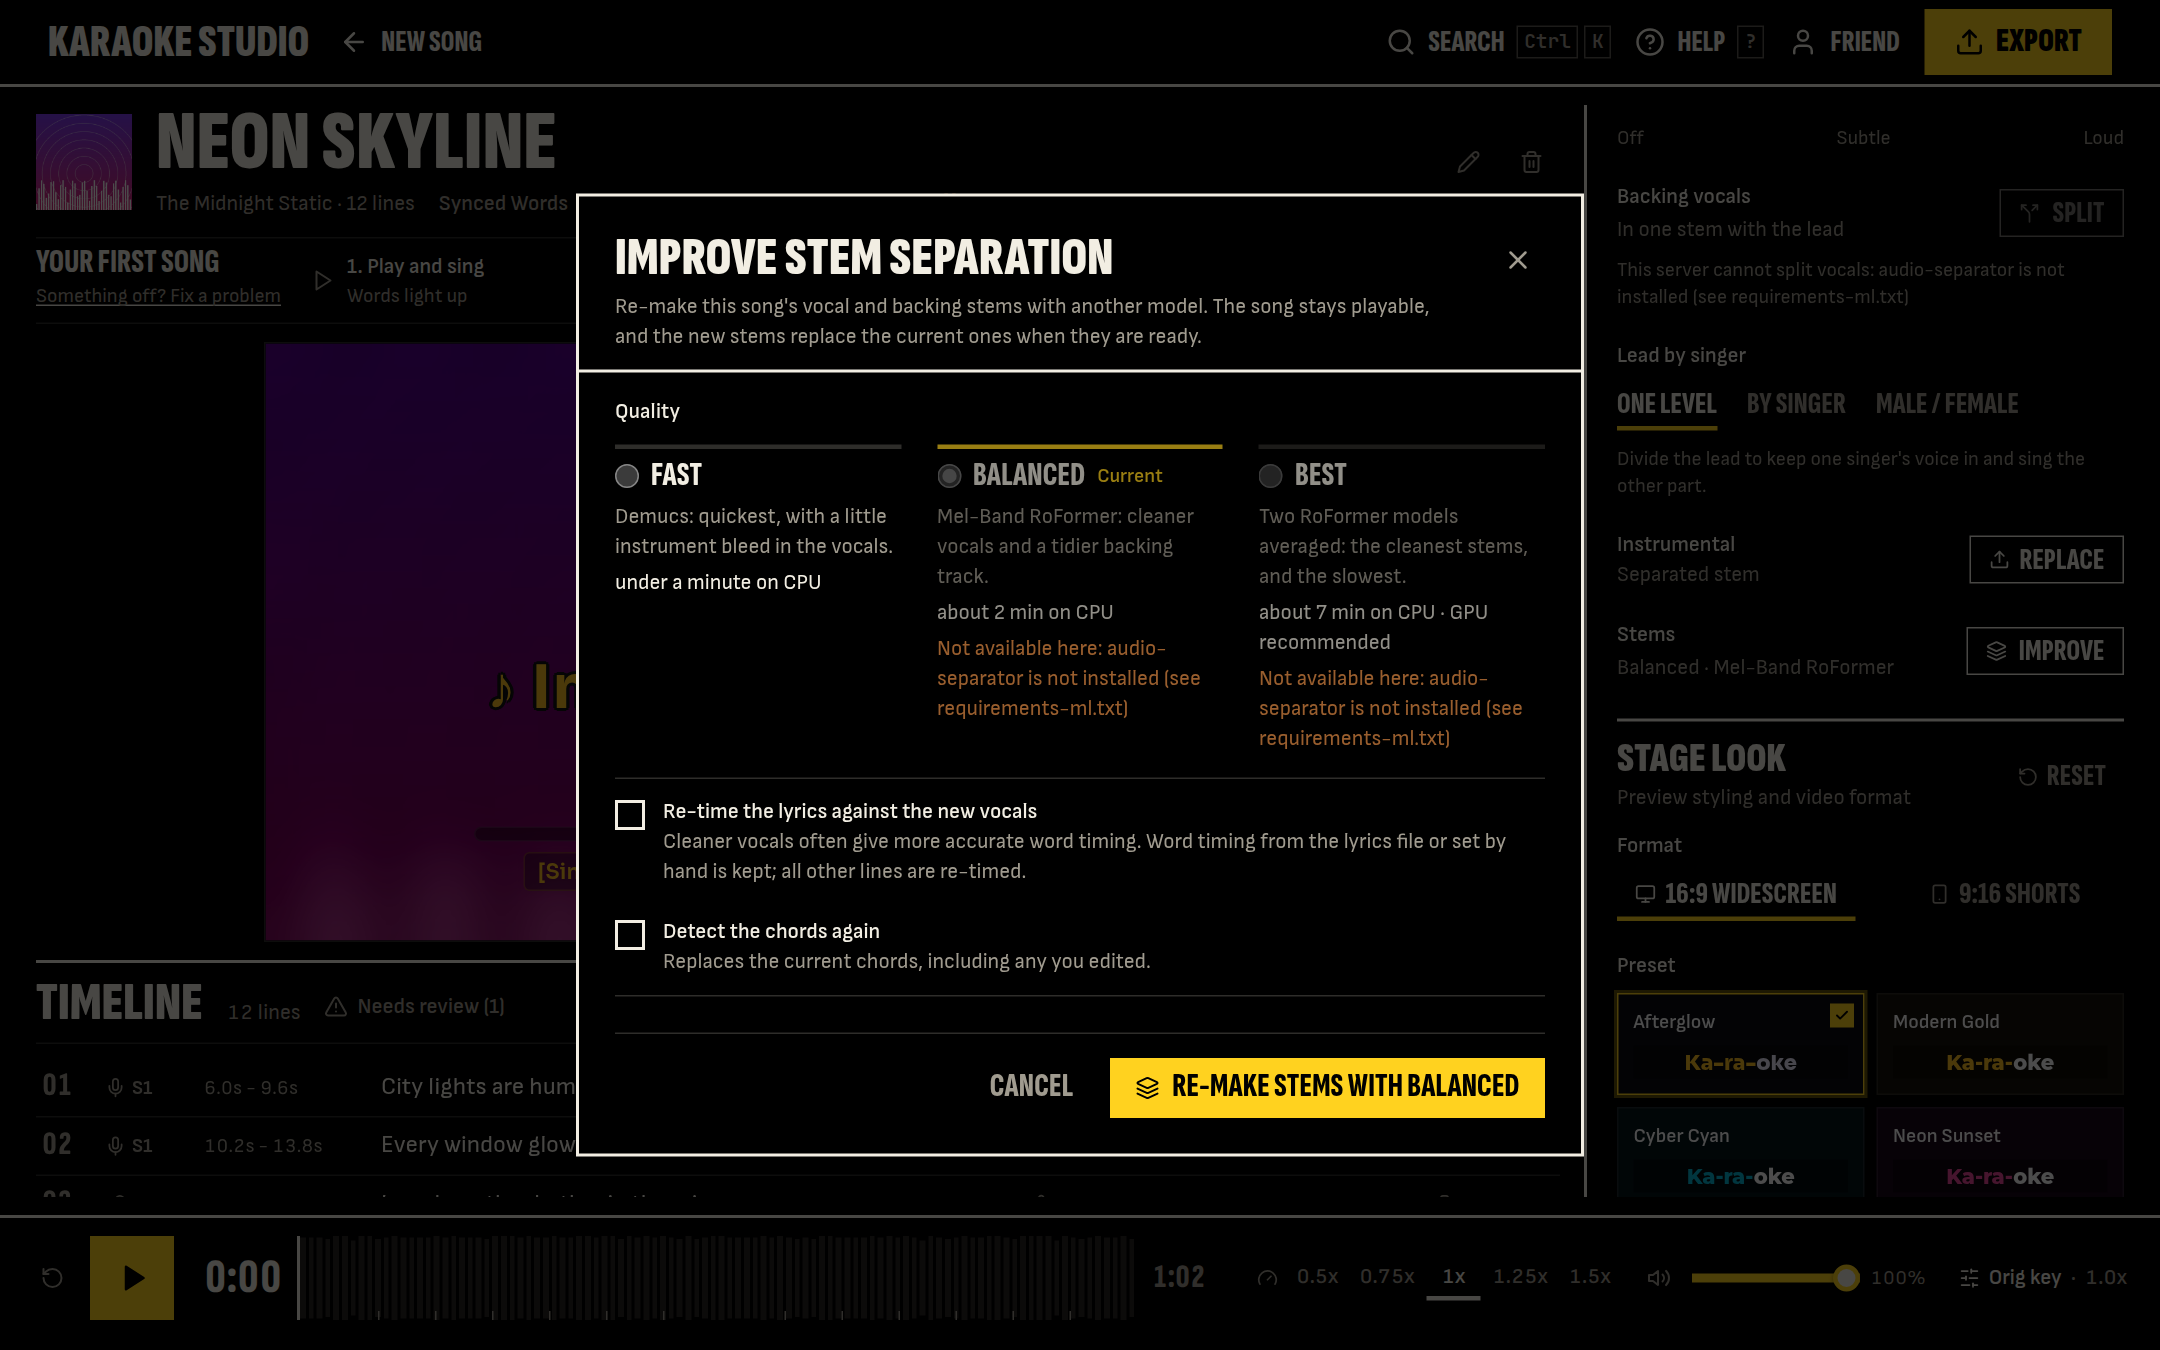 KARAOKE STUDIO
NEW SONG
SEARCH Ctrl K
HELP ?
FRIEND
EXPORT
NEON SKYLINE
The Midnight Static · 12 lines Synced Words
YOUR FIRST SONG
Something off? Fix a problem
1. Play and sing
Words light up
IMPROVE STEM SEPARATION
Re-make this song's vocal and backing stems with another model. The song stays playable,
and the new stems replace the current ones when they are ready.
Quality
FAST
Demucs: quickest, with a little
instrument bleed in the vocals.
under a minute on CPU
BALANCED Current
Mel-Band RoFormer: cleaner
vocals and a tidier backing
track.
about 2 min on CPU
Not available here: audio-
separator is not installed (see
requirements-ml.txt)
BEST
Two RoFormer models
averaged: the cleanest stems,
and the slowest.
about 7 min on CPU · GPU
recommended
Not available here: audio-
separator is not installed (see
requirements-ml.txt)
Re-time the lyrics against the new vocals
Cleaner vocals often give more accurate word timing. Word timing from the lyrics file or set by
hand is kept; all other lines are re-timed.
Detect the chords again
Replaces the current chords, including any you edited.
CANCEL
RE-MAKE STEMS WITH BALANCED
TIMELINE 12 lines Needs review (1)
01 S1 6.0s - 9.6s City lights are hum
02 S1 10.2s - 13.8s Every window glow
Off Subtle Loud
Backing vocals
In one stem with the lead
SPLIT
This server cannot split vocals: audio-separator is not
installed (see requirements-ml.txt)
Lead by singer
ONE LEVEL BY SINGER MALE / FEMALE
Divide the lead to keep one singer's voice in and sing the
other part.
Instrumental
Separated stem
REPLACE
Stems
Balanced · Mel-Band RoFormer
IMPROVE
STAGE LOOK
Preview styling and video format
RESET
Format
16:9 WIDESCREEN 9:16 SHORTS
Preset
Afterglow
Ka-ra-oke
Modern Gold
Ka-ra-oke
Cyber Cyan
Ka-ra-oke
Neon Sunset
Ka-ra-oke
0:00
1:02
0.5x 0.75x 1x 1.25x 1.5x
100%
Orig key · 1.0x